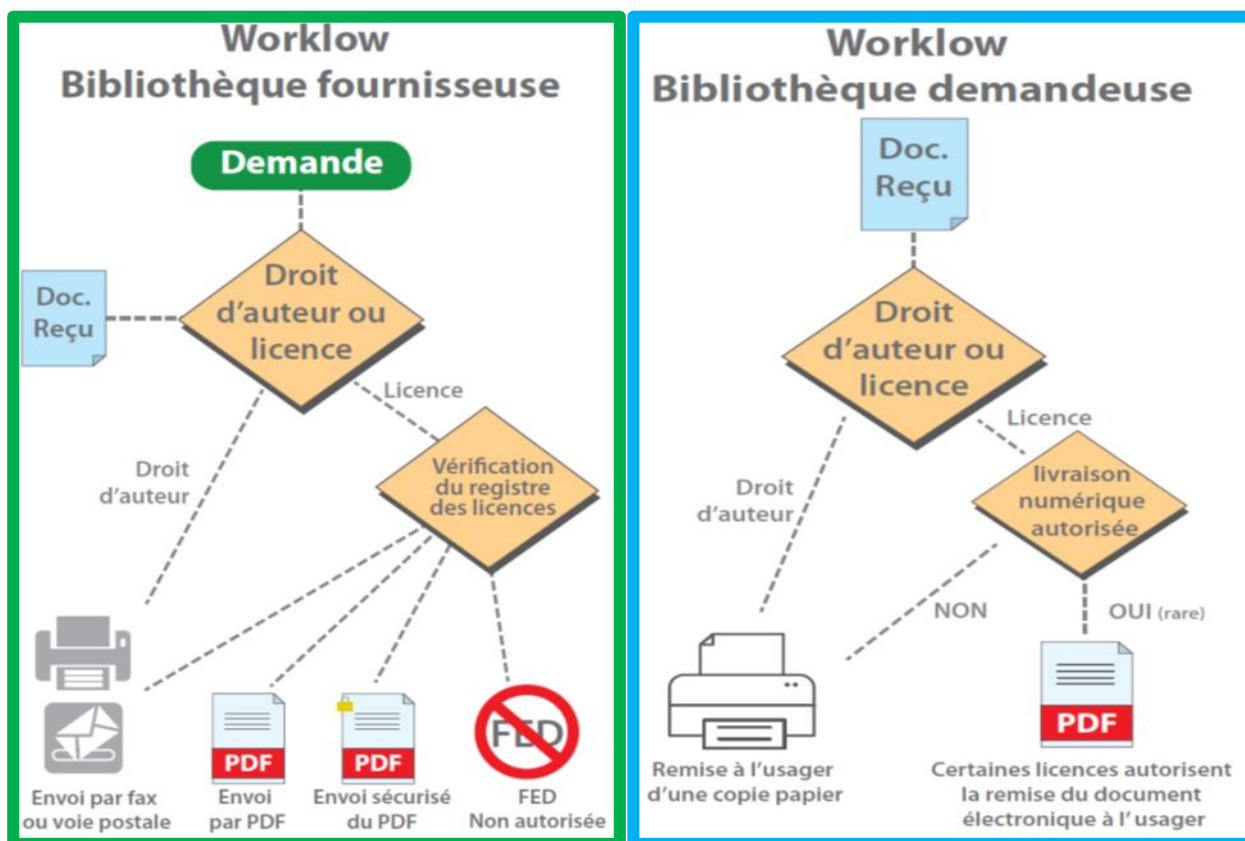 Worklow
Bibliothèque fournisseuse
Demande
Doc.
Reçu
Droit
d'auteur ou
licence
Licence
Droit
d'auteur
Vérification
du registre
des licences
PDF
PDF
FED
Envoi par fax
ou voie postale
Envoi
par PDF
Envoi sécurisé
du PDF
FED
Non autorisée
Worklow
Bibliothèque demandeuse
Doc.
Reçu
Droit
d'auteur ou
licence
Licence
Droit
d'auteur
livraison
numérique
autorisée
NON
OUI (rare)
PDF
Remise à l'usager
d'une copie papier
Certaines licences autorisent
la remise du document
électronique à l' usager